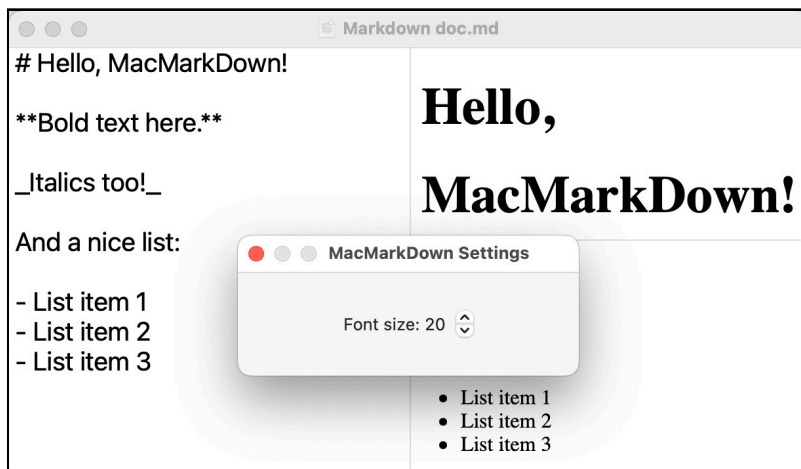 Markdown doc.md
# Hello, MacMarkDown!
**Bold text here.**
_Italics too!_
And a nice list:
- List item 1
- List item 2
- List item 3
Hello,
MacMarkDown!
MacMarkDown Settings
Font size: 20
• List item 1
• List item 2
• List item 3